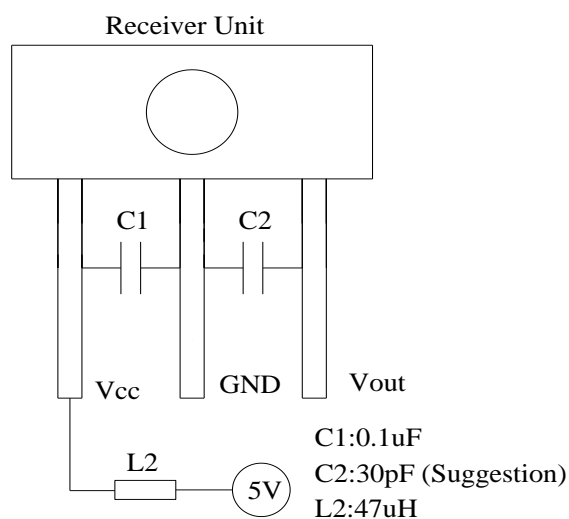 Receiver Unit
C1
C2
Vcc
GND
Vout
L2
5V
C1:0.1uF
C2:30pF (Suggestion)
L2:47uH